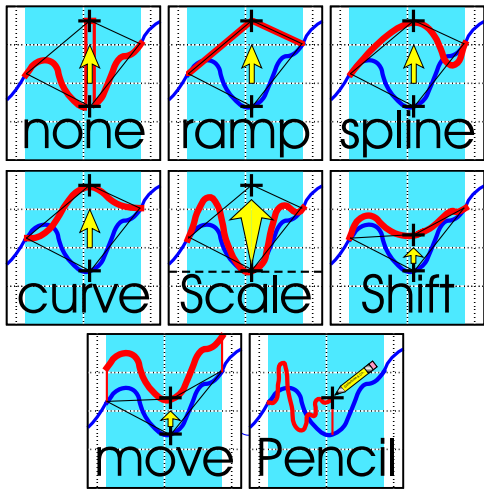 none
ramp
spline
curve
Scale
Shift
move
Pencil